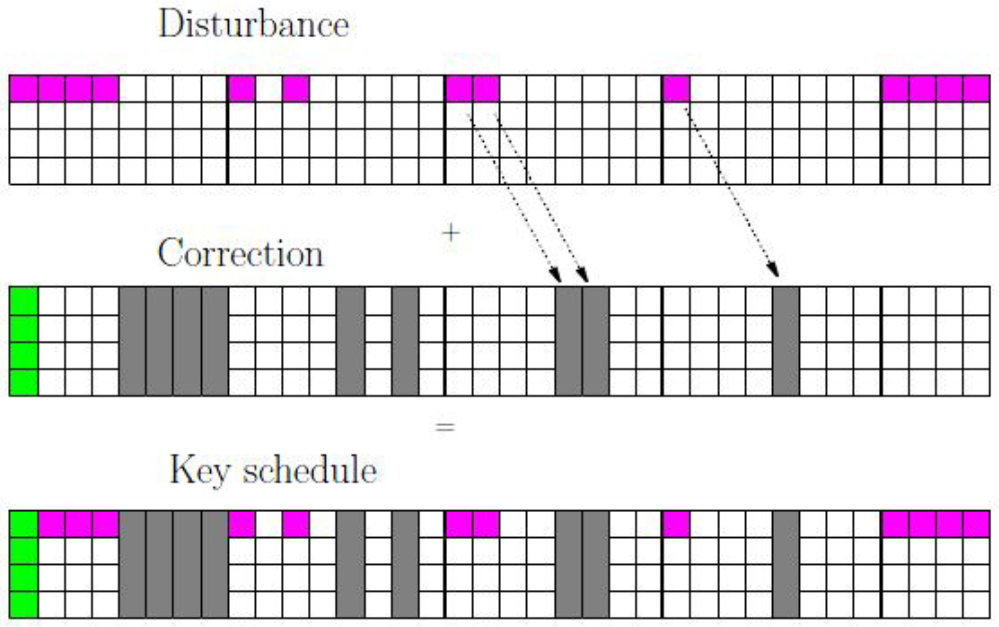 Disturbance
+
Correction
=
Key schedule